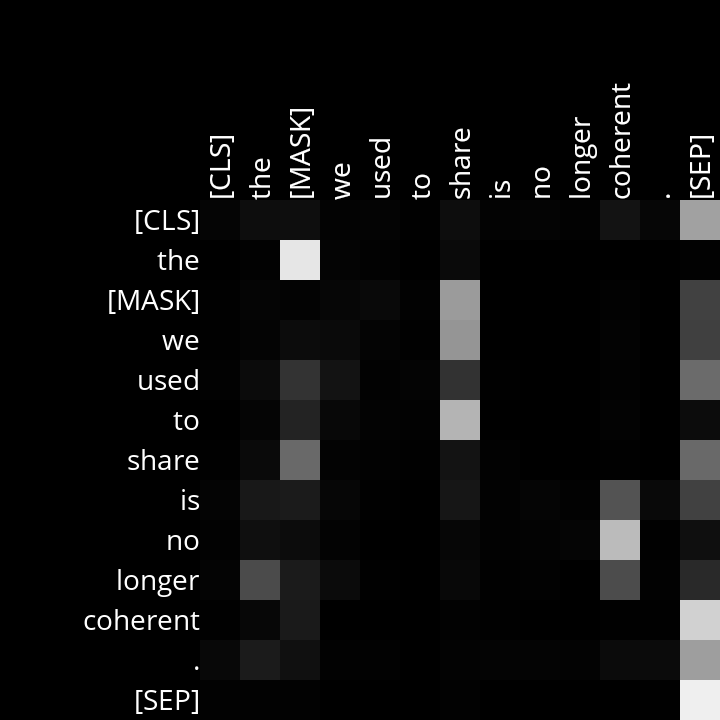 [CLS] the [MASK] we used to share is no longer coherent . [SEP]
[CLS]
the
[MASK]
we
used
to
share
is
no
longer
coherent
.
[SEP]